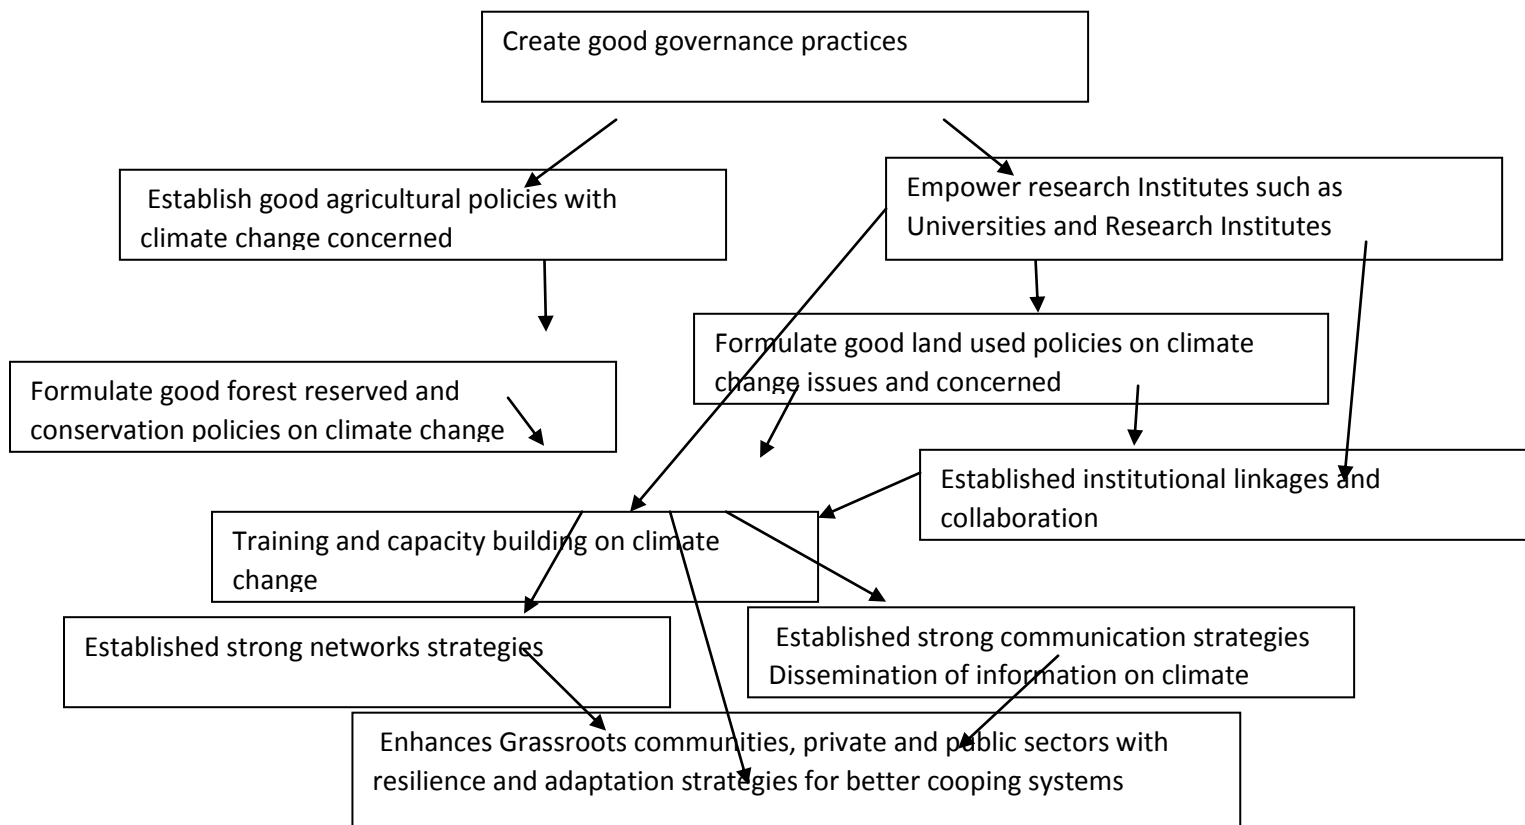 Create good governance practices
Establish good agricultural policies with
climate change concerned
Empower research Institutes such as
Universities and Research Institutes
Formulate good land used policies on climate
change issues and concerned
Formulate good forest reserved and
conservation policies on climate change
Established institutional linkages and
collaboration
Training and capacity building on climate
change
Established strong networks strategies
Established strong communication strategies
Dissemination of information on climate
Enhances Grassroots communities, private and public sectors with
resilience and adaptation strategies for better cooping systems